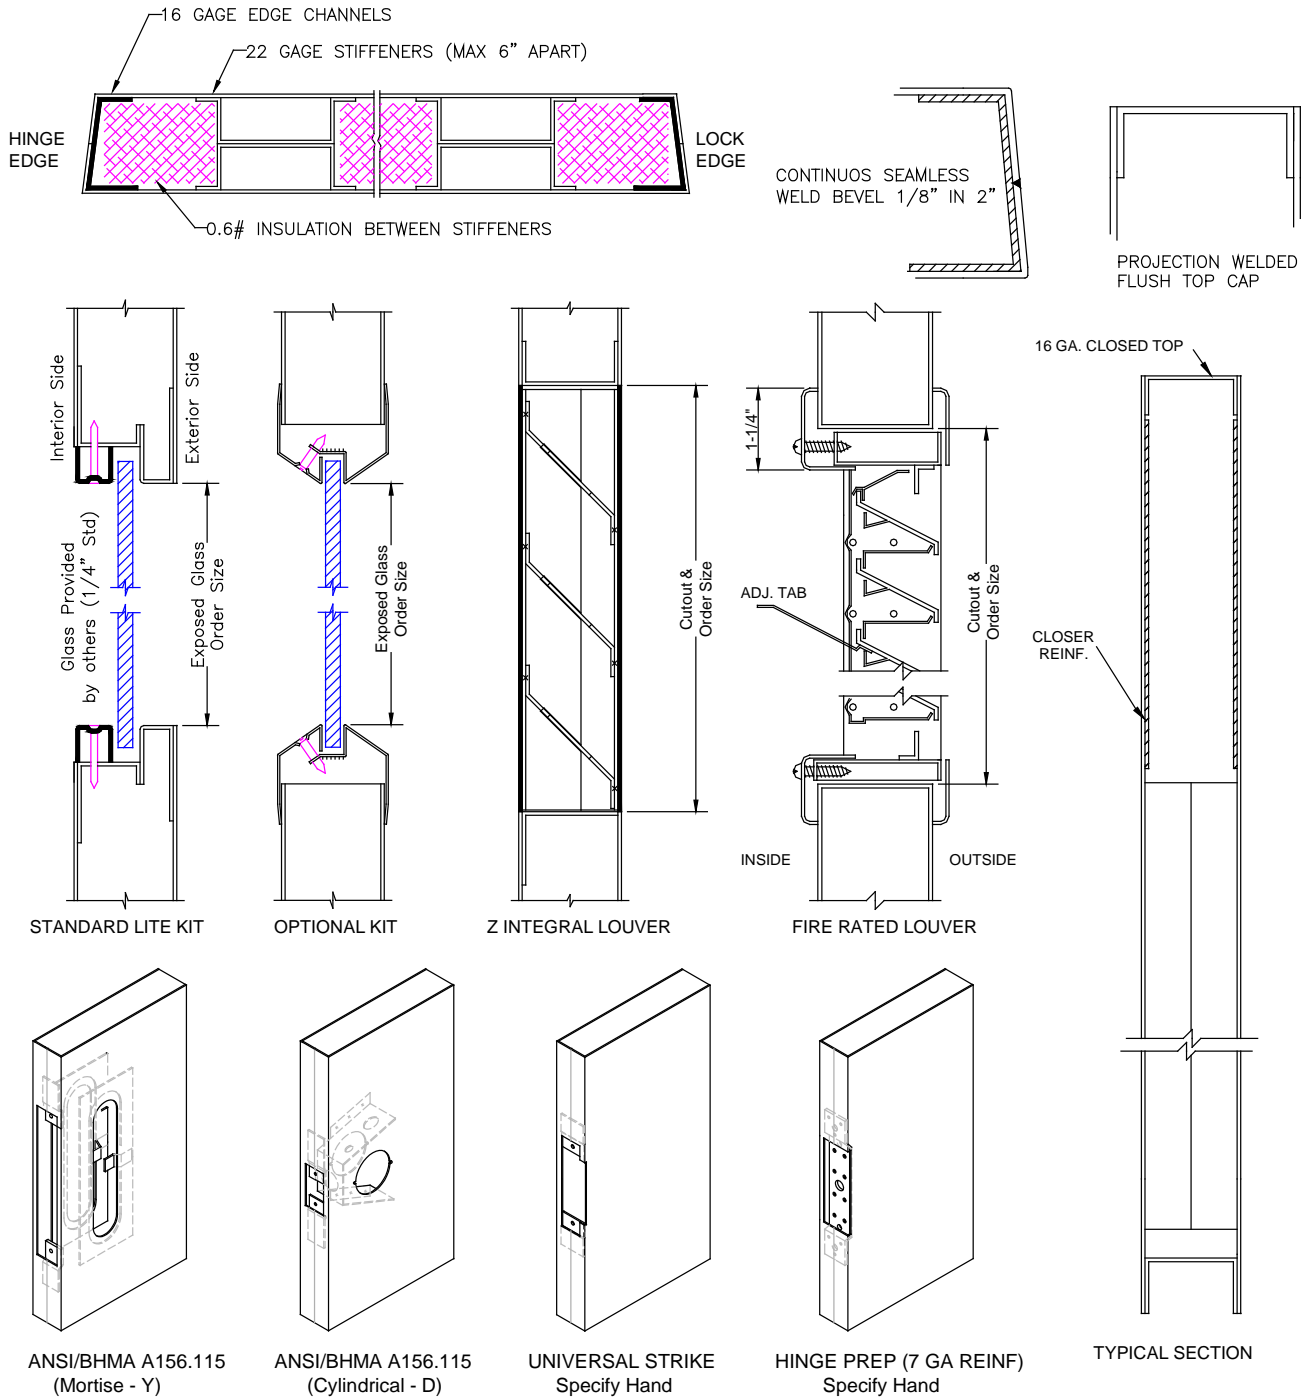 16 GAGE EDGE CHANNELS
22 GAGE STIFFENERS (MAX 6” APART)
HINGE
EDGE
LOCK
EDGE
0.6# INSULATION BETWEEN STIFFENERS
CONTINUOS SEAMLESS
WELD BEVEL 1/8” IN 2”
PROJECTION WELDED
FLUSH TOP CAP
Interior Side
Exterior Side
Glass Provided
by others (1/4” Std)
Exposed Glass
Order Size
STANDARD LITE KIT
Exposed Glass
Order Size
OPTIONAL KIT
Cutout &
Order Size
Z INTEGRAL LOUVER
1-1/4"
ADJ. TAB
Cutout &
Order Size
INSIDE
OUTSIDE
FIRE RATED LOUVER
16 GA. CLOSED TOP
CLOSER
REINF.
TYPICAL SECTION
ANSI/BHMA A156.115
(Mortise - Y)
ANSI/BHMA A156.115
(Cylindrical - D)
UNIVERSAL STRIKE
Specify Hand
HINGE PREP (7 GA REINF)
Specify Hand